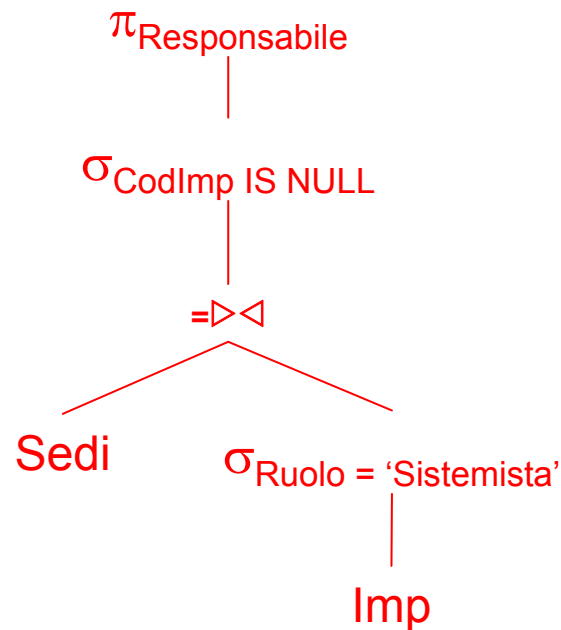 πResponsabile
σCodImp IS NULL
=▷◁
Sedi
σRuolo = ‘Sistemista’
Imp